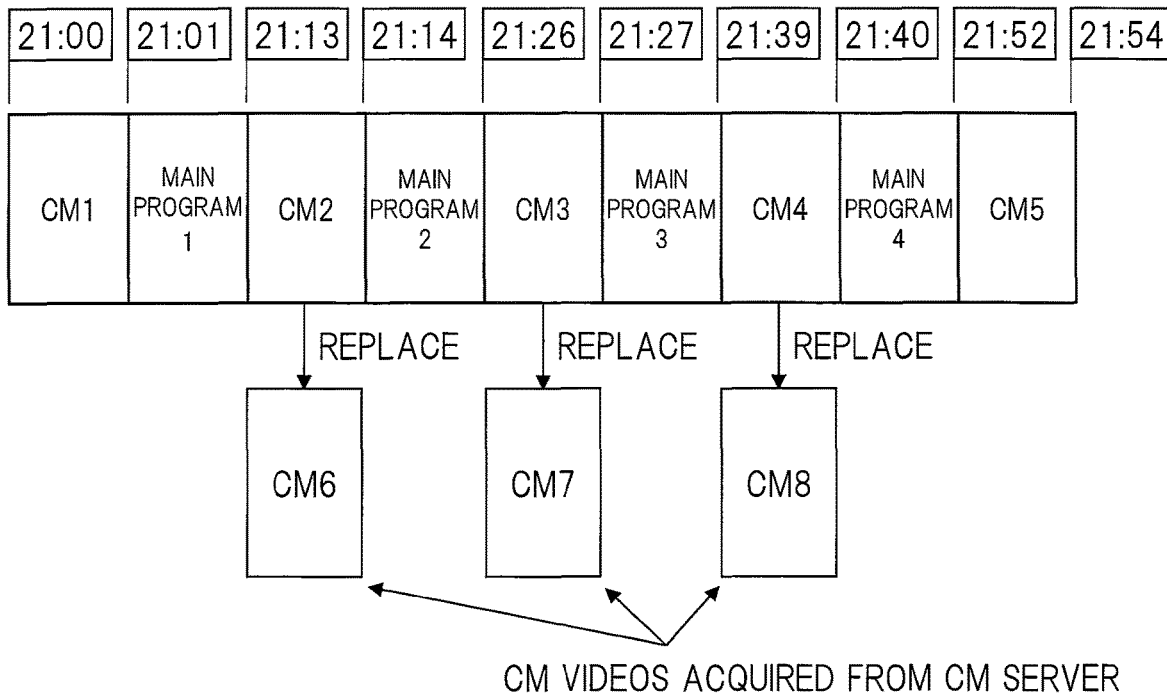 21:00 21:01 21:13 21:14 21:26 21:27 21:39 21:40 21:52 21:54
CM1
MAIN
PROGRAM
1
CM2
MAIN
PROGRAM
2
CM3
MAIN
PROGRAM
3
CM4
MAIN
PROGRAM
4
CM5
REPLACE REPLACE REPLACE
CM6 CM7 CM8
CM VIDEOS ACQUIRED FROM CM SERVER